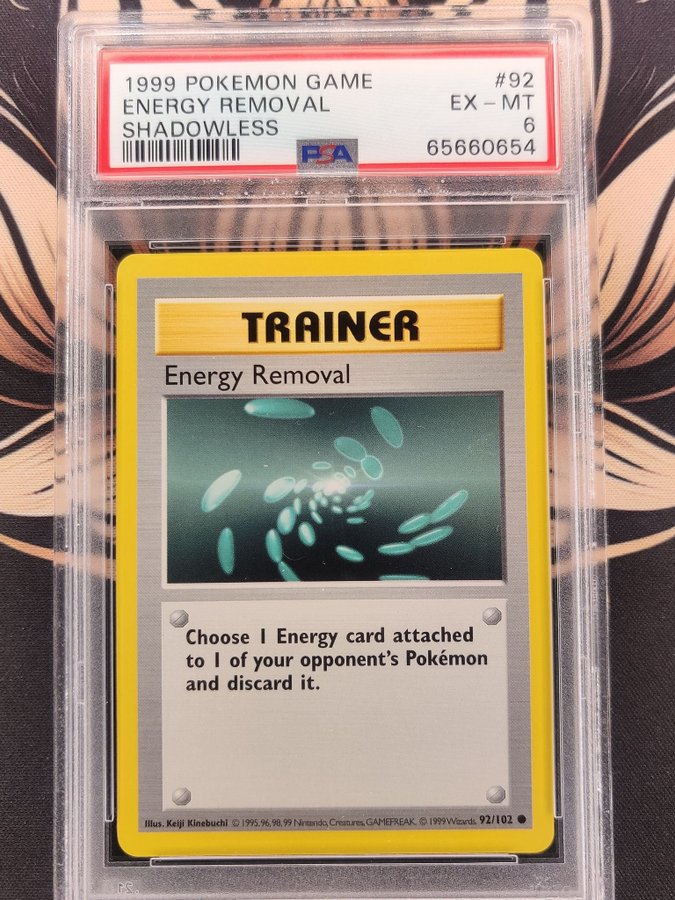 1999 POKEMON GAME #92
ENERGY REMOVAL EX - MT
SHADOWLESS 6
PSA 65660654
TRAINER
Energy Removal
Choose 1 Energy card attached
to 1 of your opponent's Pokémon
and discard it.
Illus. Keiji Kinebuchi © 1995, 96, 98, 99 Nintendo, Creatures, GAMEFREAK. © 1999 Wizards. 92/102